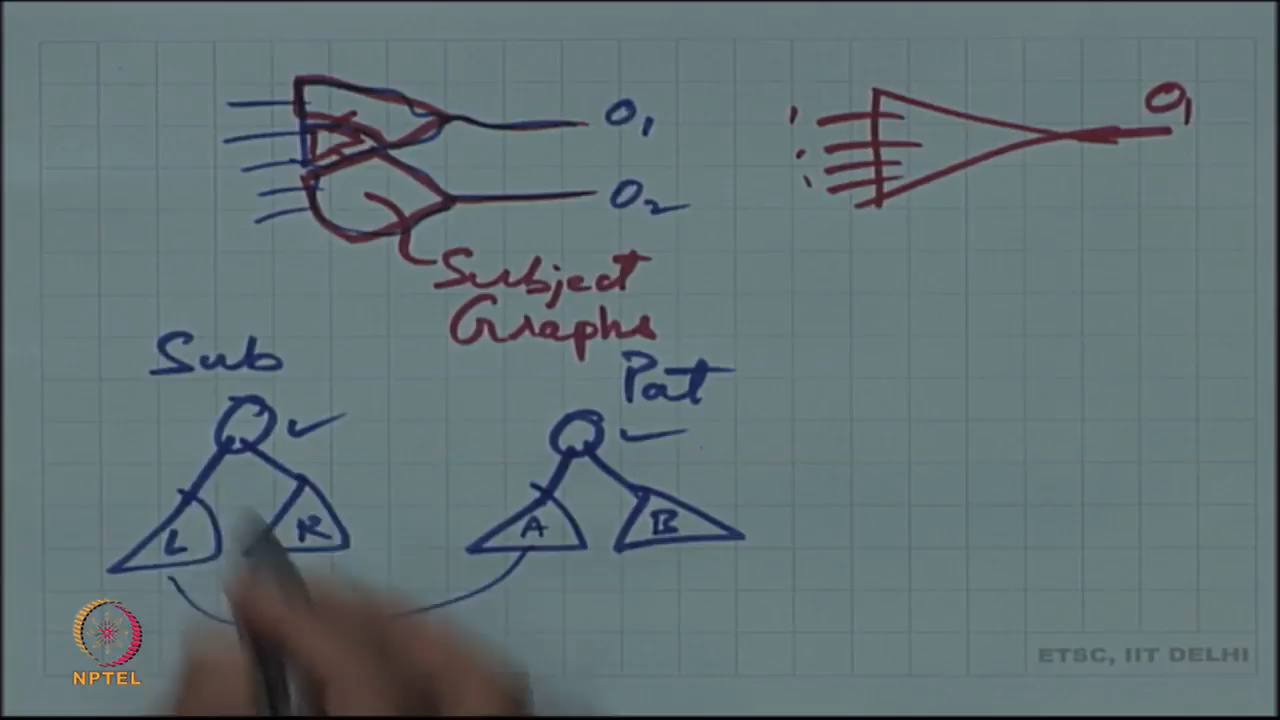 O1
O2
O1
Subject
Graphs
Sub
Pat
L
R
A
B
NPTEL
ETSC, IIT DELHI